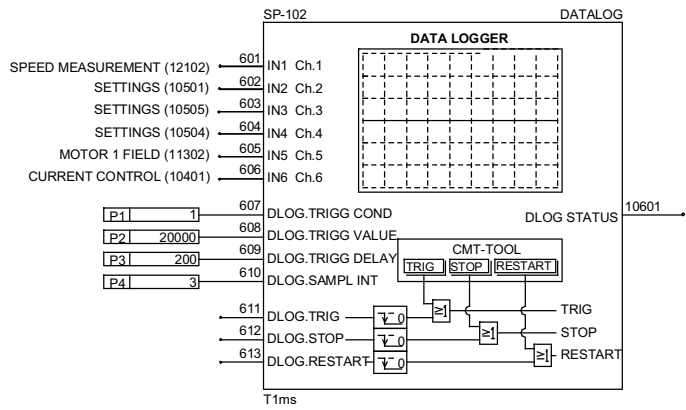 SP-102 DATALOG
DATA LOGGER
SPEED MEASUREMENT (12102) 601 IN1 Ch.1
SETTINGS (10501) 602 IN2 Ch.2
SETTINGS (10505) 603 IN3 Ch.3
SETTINGS (10504) 604 IN4 Ch.4
MOTOR 1 FIELD (11302) 605 IN5 Ch.5
CURRENT CONTROL (10401) 606 IN6 Ch.6
P1 1 607 DLOG.TRIGG COND
DLOG STATUS 10601
P2 20000 608 DLOG.TRIGG VALUE
P3 200 609 DLOG.TRIGG DELAY
P4 3 610 DLOG.SAMPL INT
CMT-TOOL
TRIG STOP RESTART
611 DLOG.TRIG 0 ≥1 TRIG
612 DLOG.STOP 0 ≥1 STOP
613 DLOG.RESTART 0 ≥1 RESTART
T1ms